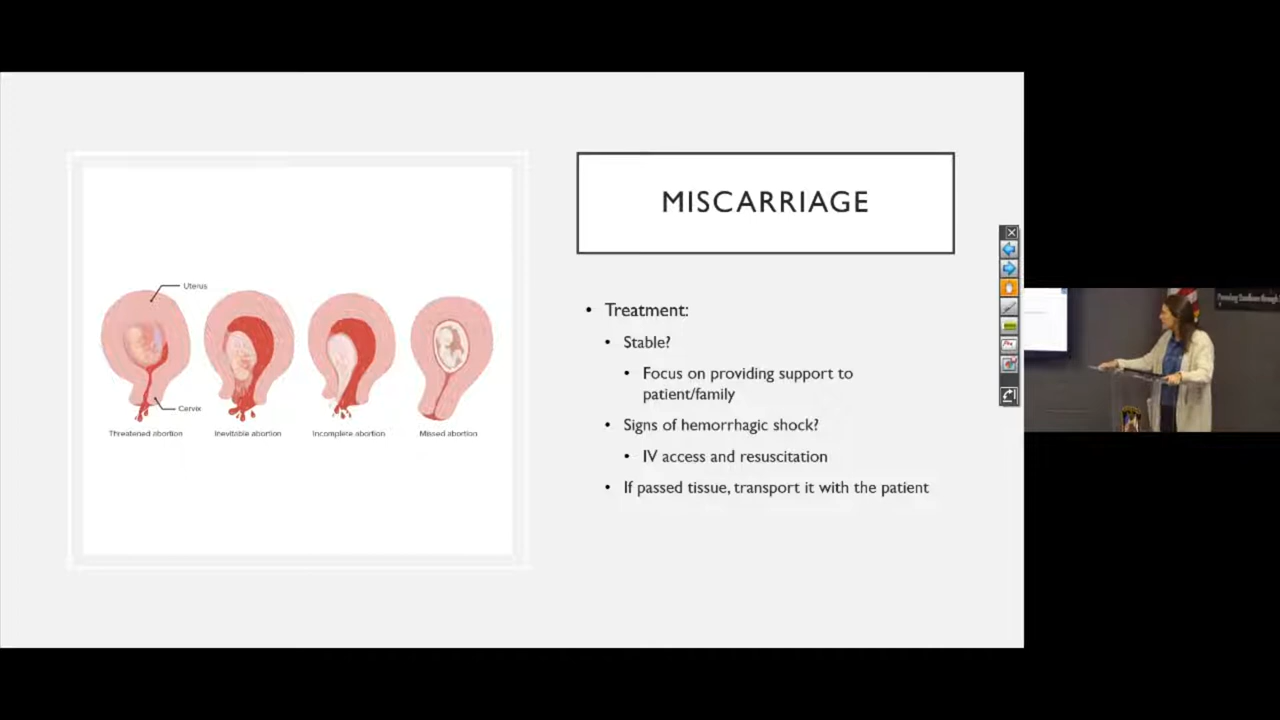 MISCARRIAGE
Uterus
Cervix
Threatened abortion
Inevitable abortion
Incomplete abortion
Missed abortion
• Treatment:
• Stable?
• Focus on providing support to
patient/family
• Signs of hemorrhagic shock?
• IV access and resuscitation
• If passed tissue, transport it with the patient